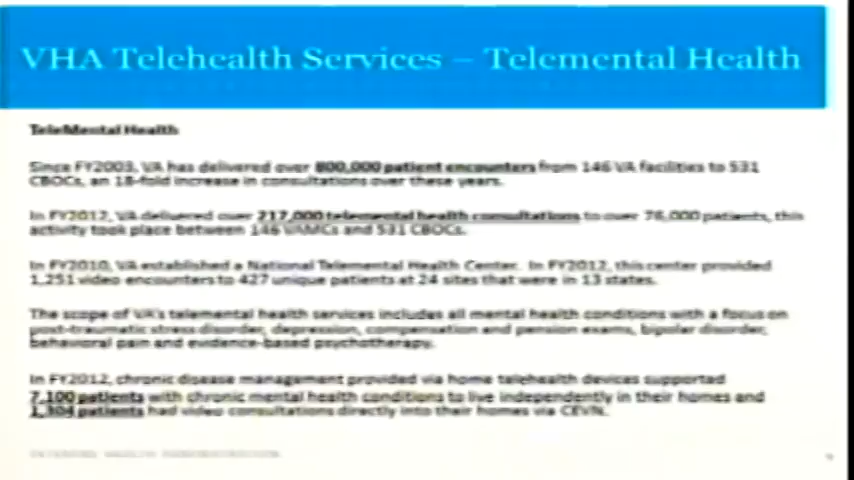 VHA Telehealth Services – Telemental Health
TeleMental Health
Since FY2003, VA has delivered over 800,000 patient encounters from 146 VA facilities to 531
CBOCs, an 18-fold increase in consultations over these years.
In FY2012, VA delivered over 217,000 telemental health consultations to over 76,000 patients, this
activity took place between 146 VAMCs and 531 CBOCs.
In FY2010, VA established a National Telemental Health Center. In FY2012, this center provided
1,251 video encounters to 427 unique patients at 24 sites that were in 13 states.
The scope of VA's telemental health services includes all mental health conditions with a focus on
post-traumatic stress disorder, depression, compensation and pension exams, bipolar disorder,
behavioral pain and evidence-based psychotherapy.
In FY2012, chronic disease management provided via home telehealth devices supported
7,100 patients with chronic mental health conditions to live independently in their homes and
1,304 patients had video consultations directly into their homes via CEVN.
VETERANS HEALTH ADMINISTRATION